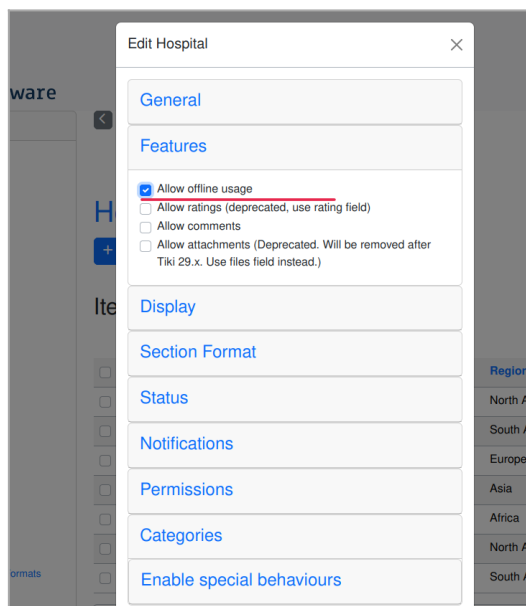 Edit Hospital
ware
General
Features
Allow offline usage
Allow ratings (deprecated, use rating field)
Allow comments
Allow attachments (Deprecated. Will be removed after
Tiki 29.x. Use files field instead.)
H
+
Ite
Display
Section Format
Status
Notifications
Permissions
Categories
Enable special behaviours
Region
North A
South A
Europe
Asia
Africa
North A
South A
ormats